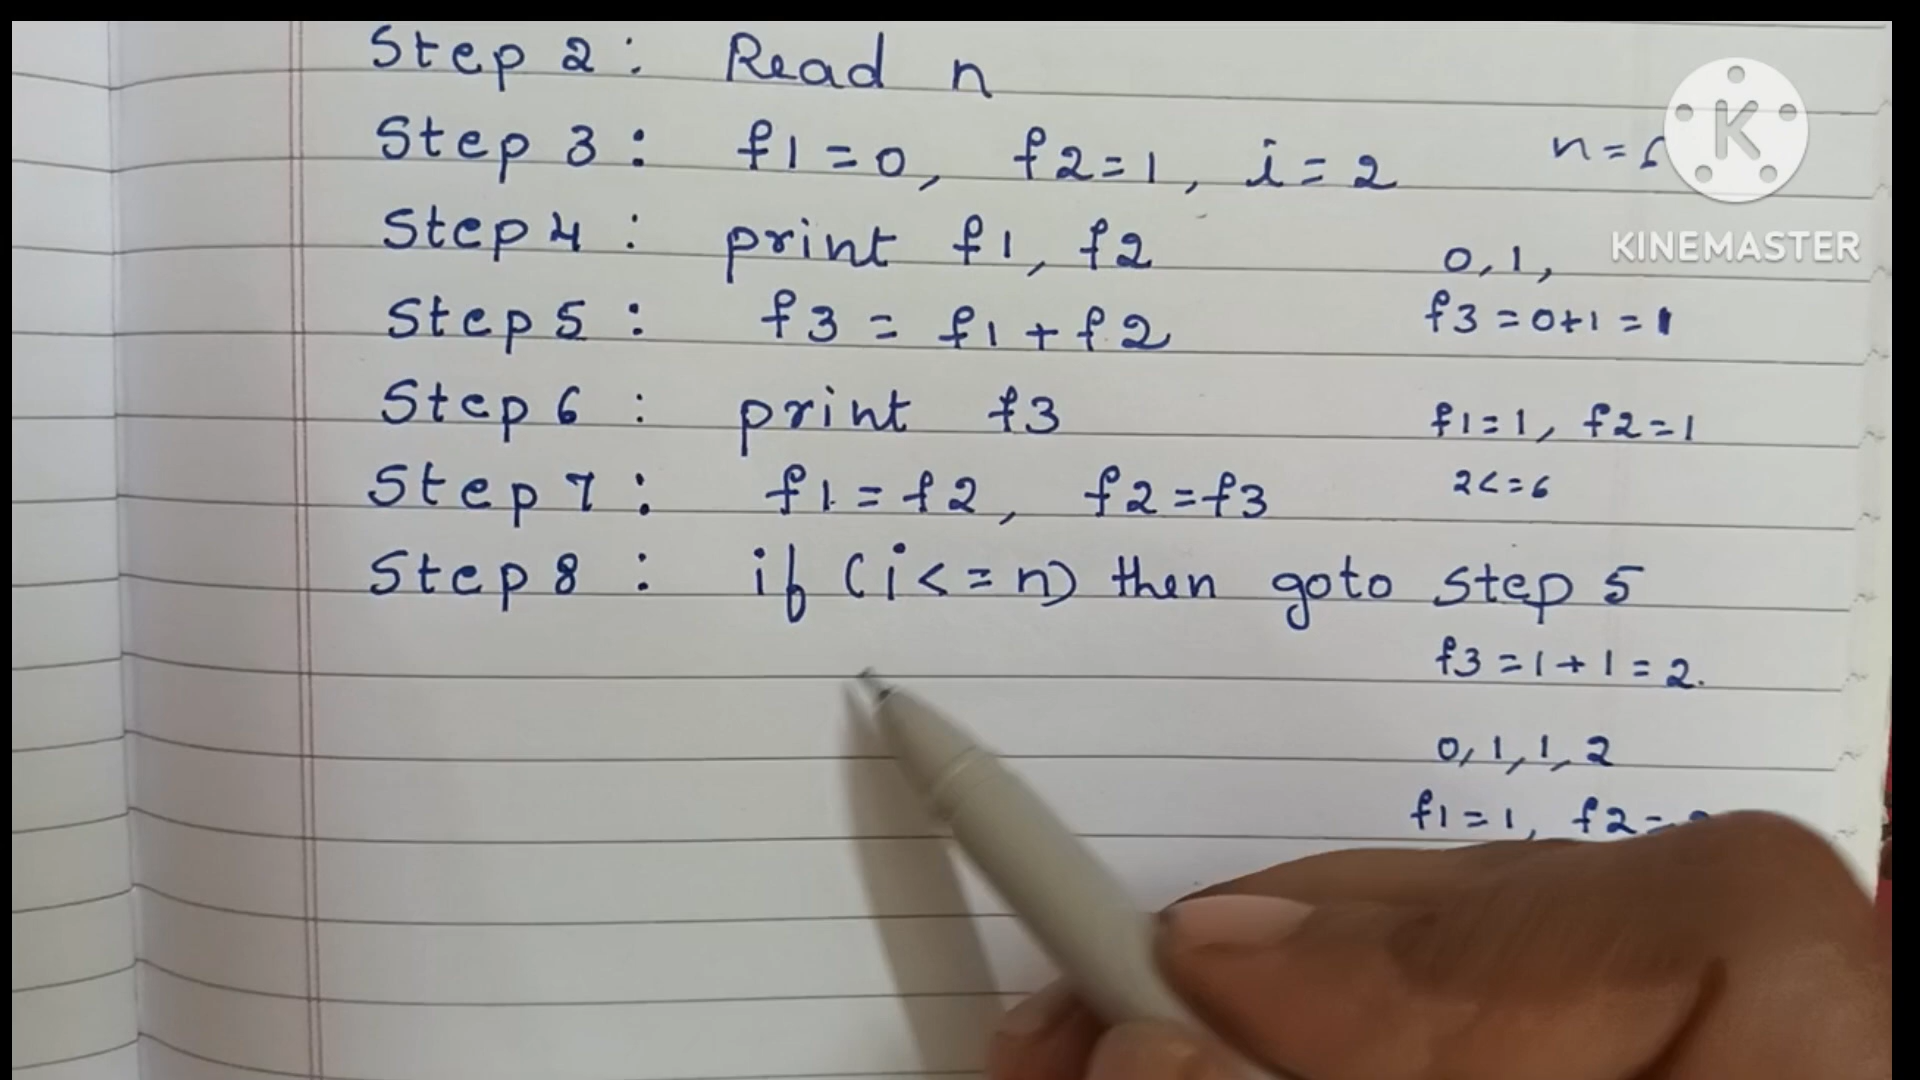 Step 2 : Read n
Step 3 : f1=0, f2=1, i=2
n=
K
KINEMASTER
Step 4 : print f1, f2
0, 1,
Step 5 : f3 = f1+f2
f3=0+1=1
Step 6 : print f3
f1=1, f2=1
Step 7 : f1=f2, f2=f3
2<=6
Step 8 : if (i<=n) then goto step 5
f3=1+1=2.
0, 1, 1, 2
f1=1, f2=